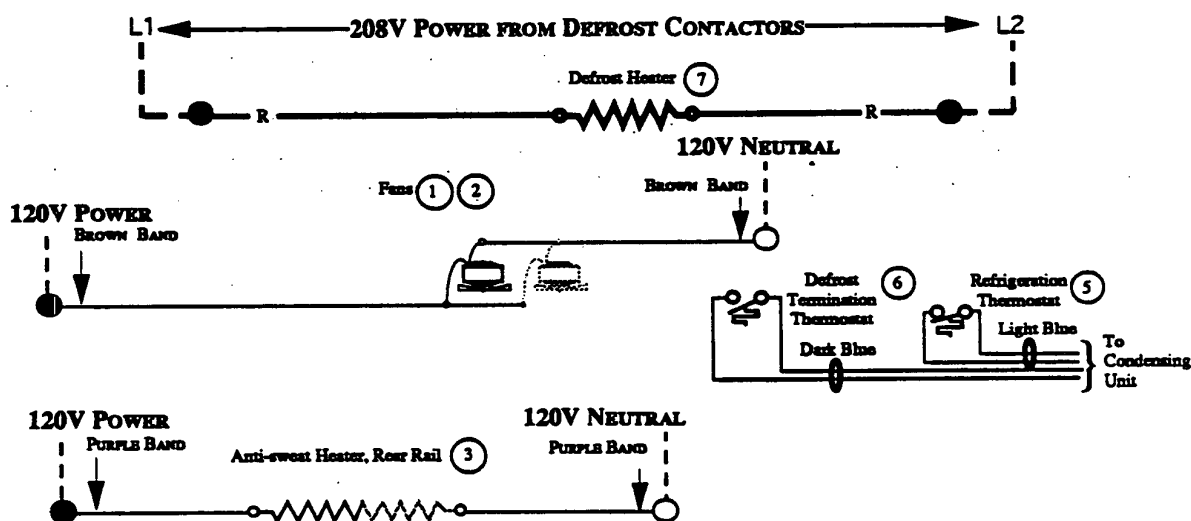 L1 208V POWER FROM DEFROST CONTACTORS L2
Defrost Heater 7
R R
120V NEUTRAL
Fans 1 2
BROWN BAND
120V POWER
BROWN BAND
Defrost
Termination
Thermostat
6
Refrigeration
Thermostat
5
Light Blue
Dark Blue
To
Condensing
Unit
120V POWER
PURPLE BAND
120V NEUTRAL
PURPLE BAND
Anti-sweat Heater, Rear Rail 3